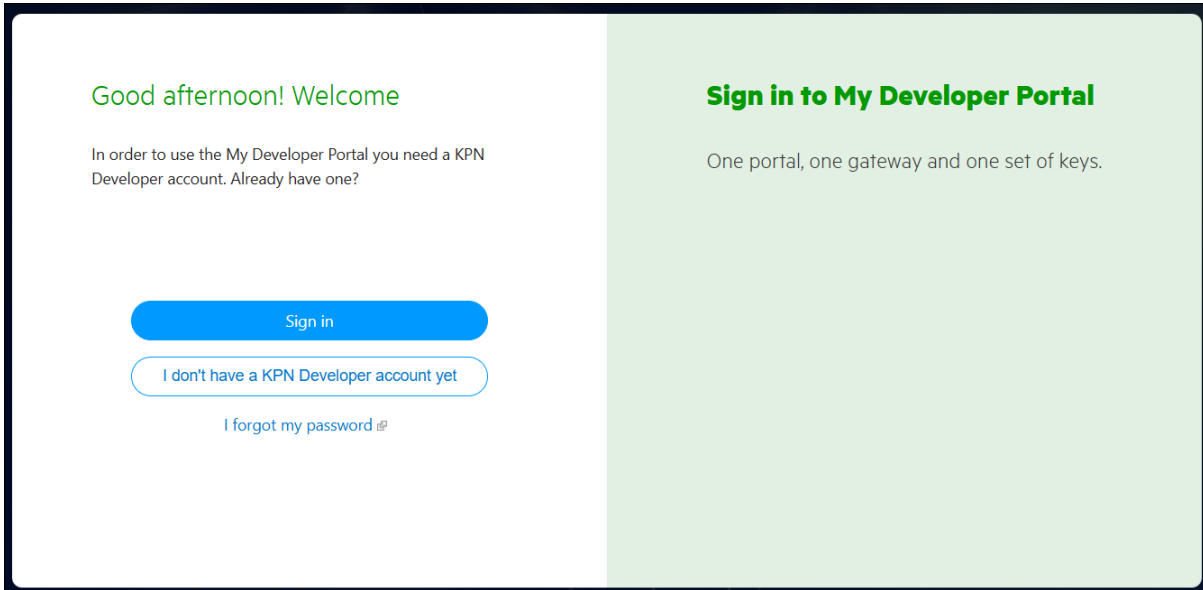 Good afternoon! Welcome
In order to use the My Developer Portal you need a KPN
Developer account. Already have one?
Sign in
I don't have a KPN Developer account yet
I forgot my password
Sign in to My Developer Portal
One portal, one gateway and one set of keys.